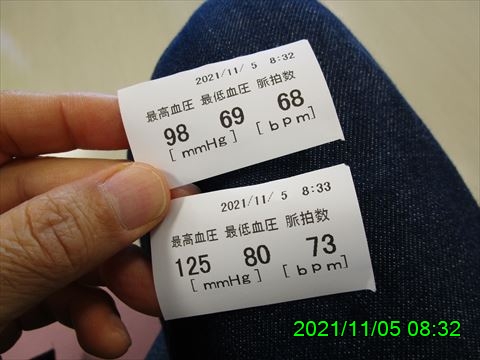 2021/11/ 5 8:32
最高血圧 最低血圧 脈拍数
98 69 68
[ mmHg ] [ bpm ]
2021/11/ 5 8:33
最高血圧 最低血圧 脈拍数
125 80 73
[ mmHg ] [ bpm ]
2021/11/05 08:32